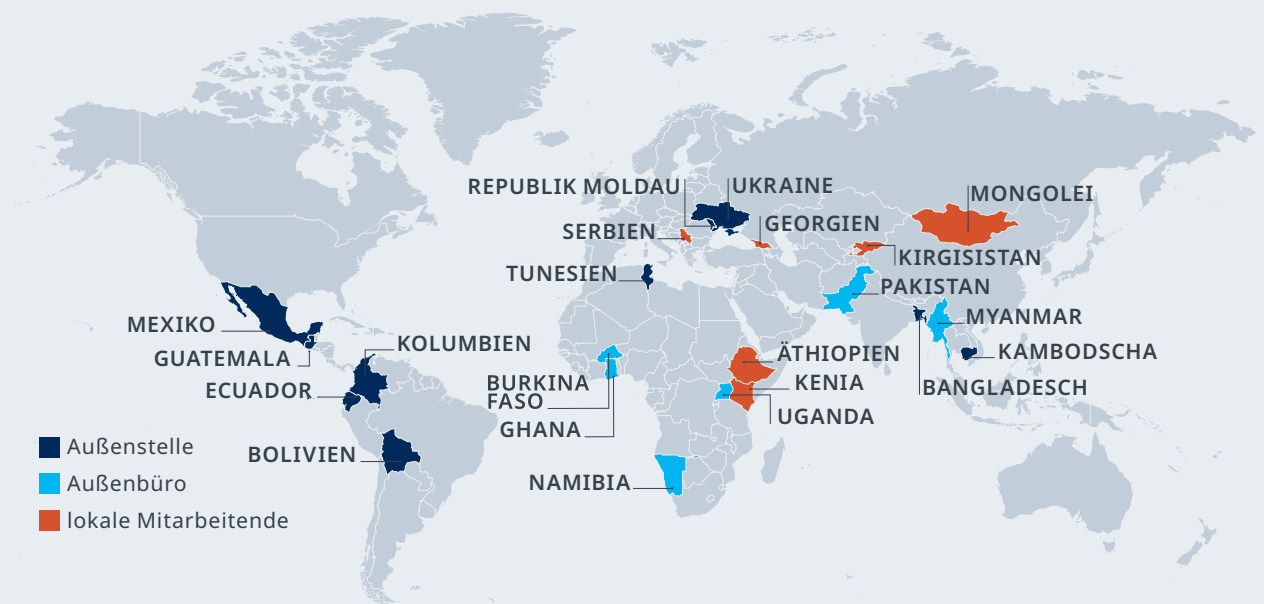 REPUBLIK MOLDAU
UKRAINE
MONGOLEI
SERBIEN
GEORGIEN
KIRGISISTAN
TUNESIEN
PAKISTAN
MEXIKO
MYANMAR
GUATEMALA
KOLUMBIEN
ÄTHIOPIEN
KAMBODSCHA
ECUADOR
BURKINA
FASO
KENIA
BANGLADESCH
GHANA
UGANDA
BOLIVIEN
NAMIBIA
Außenstelle
Außenbüro
lokale Mitarbeitende